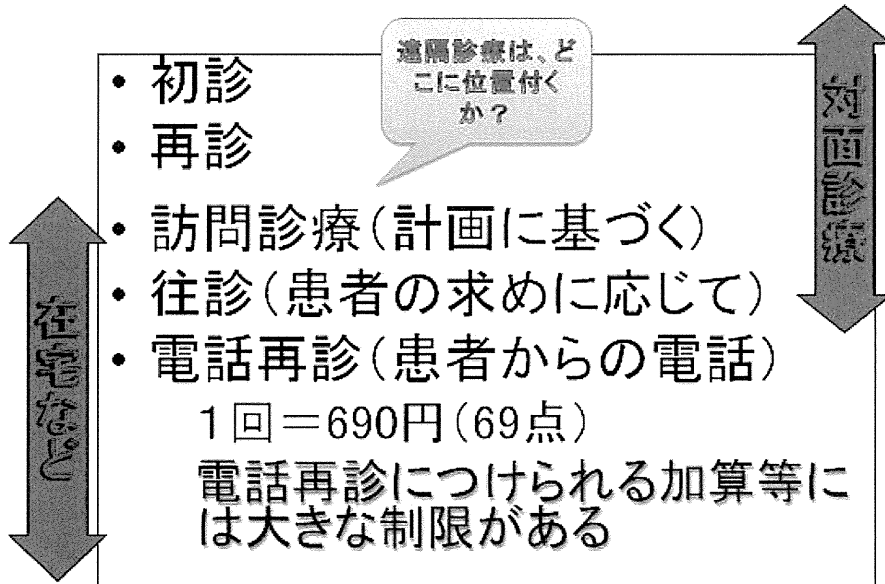 遠隔診療は、ど
こに位置付く
か？
・初診
・再診
・訪問診療(計画に基づく)
・往診(患者の求めに応じて)
・電話再診(患者からの電話)
1回＝690円(69点)
電話再診につけられる加算等に
は大きな制限がある
対面診療
在宅など